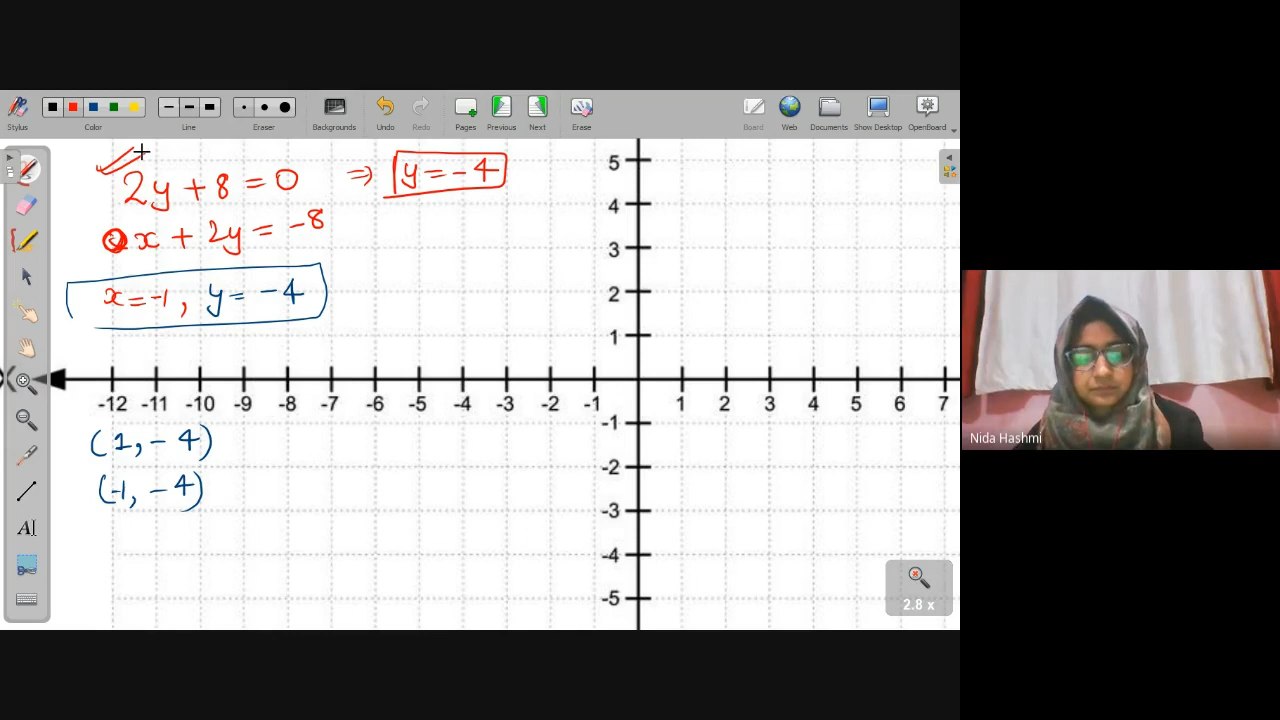 Stylus Color Line Eraser Backgrounds Undo Redo Pages Previous Next Erase Board Web Documents Show Desktop OpenBoard
2y + 8 = 0 ⇒ y = -4
x + 2y = -8
x = -1, y = -4
5
4
3
2
1
-12 -11 -10 -9 -8 -7 -6 -5 -4 -3 -2 -1 1 2 3 4 5 6 7
-1
-2
-3
-4
-5
(1, -4)
(-1, -4)
A
2.8 x
Nida Hashmi